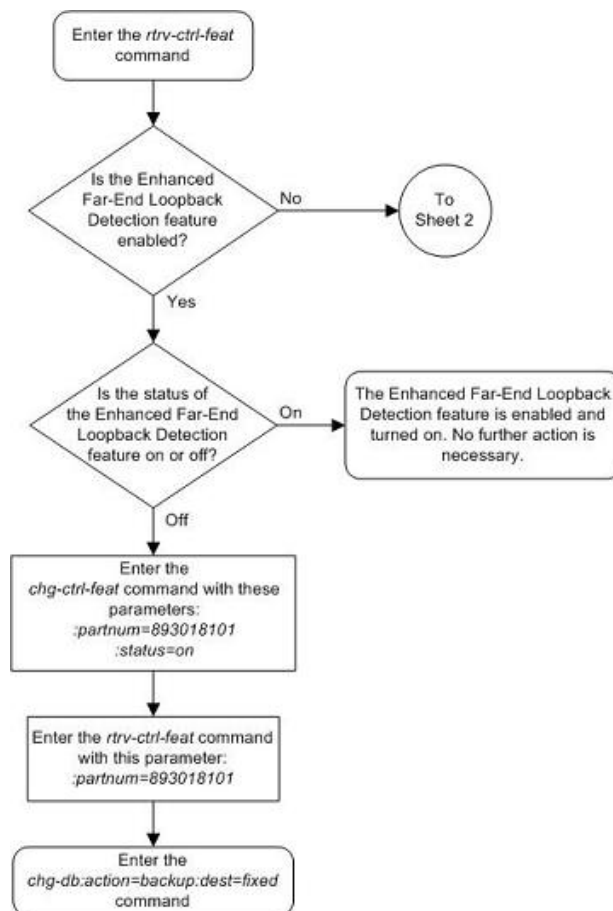 Enter the rtrv-ctrl-feat
command
Is the Enhanced
Far-End Loopback
Detection feature
enabled?
No
To
Sheet 2
Yes
Is the status of
the Enhanced Far-End
Loopback Detection
feature on or off?
On
The Enhanced Far-End Loopback
Detection feature is enabled and
turned on. No further action is
necessary.
Off
Enter the
chg-ctrl-feat command with these
parameters:
:partnum=893018101
:status=on
Enter the rtrv-ctrl-feat command
with this parameter:
:partnum=893018101
Enter the
chg-db:action=backup:dest=fixed
command